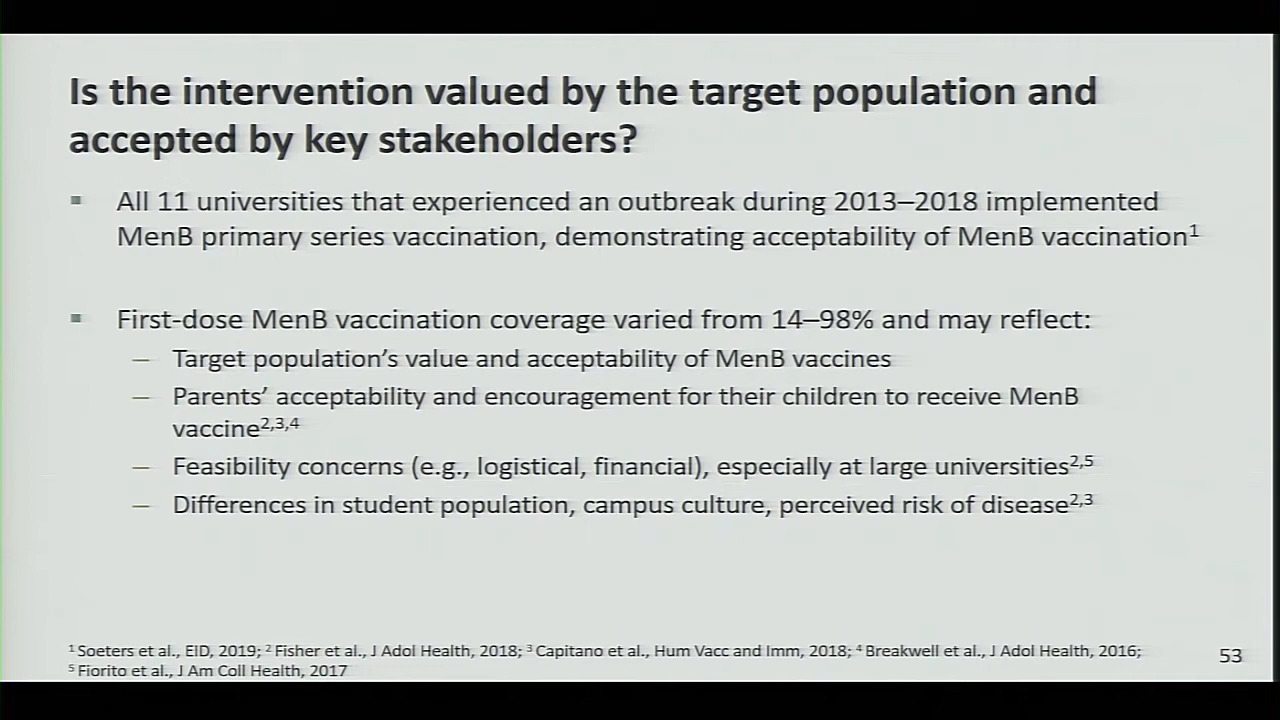 Is the intervention valued by the target population and
accepted by key stakeholders?
▪ All 11 universities that experienced an outbreak during 2013–2018 implemented
MenB primary series vaccination, demonstrating acceptability of MenB vaccination¹
▪ First-dose MenB vaccination coverage varied from 14–98% and may reflect:
– Target population’s value and acceptability of MenB vaccines
– Parents’ acceptability and encouragement for their children to receive MenB
vaccine²,³,⁴
– Feasibility concerns (e.g., logistical, financial), especially at large universities²,⁵
– Differences in student population, campus culture, perceived risk of disease²,³
¹ Soeters et al., EID, 2019; ² Fisher et al., J Adol Health, 2018; ³ Capitano et al., Hum Vacc and Imm, 2018; ⁴ Breakwell et al., J Adol Health, 2016;
⁵ Fiorito et al., J Am Coll Health, 2017
53